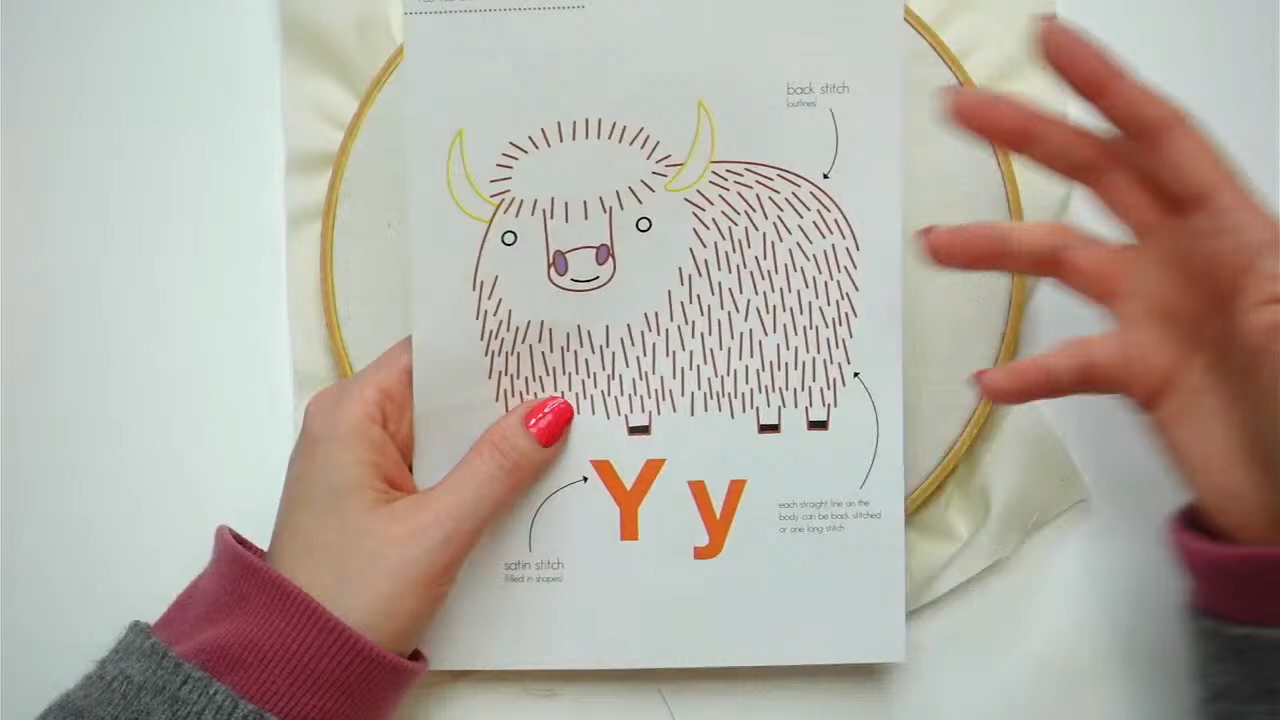 back stitch
(outlines)
Y y
each straight line on the
body can be back stitched
or one long stitch
satin stitch
(filled in shapes)